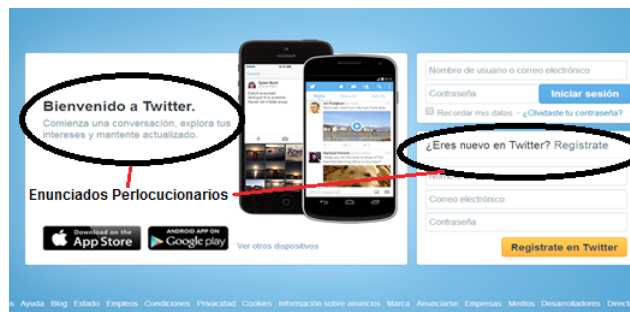 Bienvenido a Twitter.
Comienza una conversación, explora tus
intereses y mantente actualizado.
Enunciados Perlocucionarios
Download on the
App Store
ANDROID APP ON
Google play
Ver otros dispositivos
Nombre de usuario o correo electrónico
Contraseña
Iniciar sesión
Recordar mis datos · ¿Olvidaste tu contraseña?
¿Eres nuevo en Twitter? Regístrate
Correo electrónico
Contraseña
Regístrate en Twitter
Ayuda Blog Estado Empleos Condiciones Privacidad Cookies Información sobre anuncios Marca Anunciarse Empresas Medios Desarrolladores